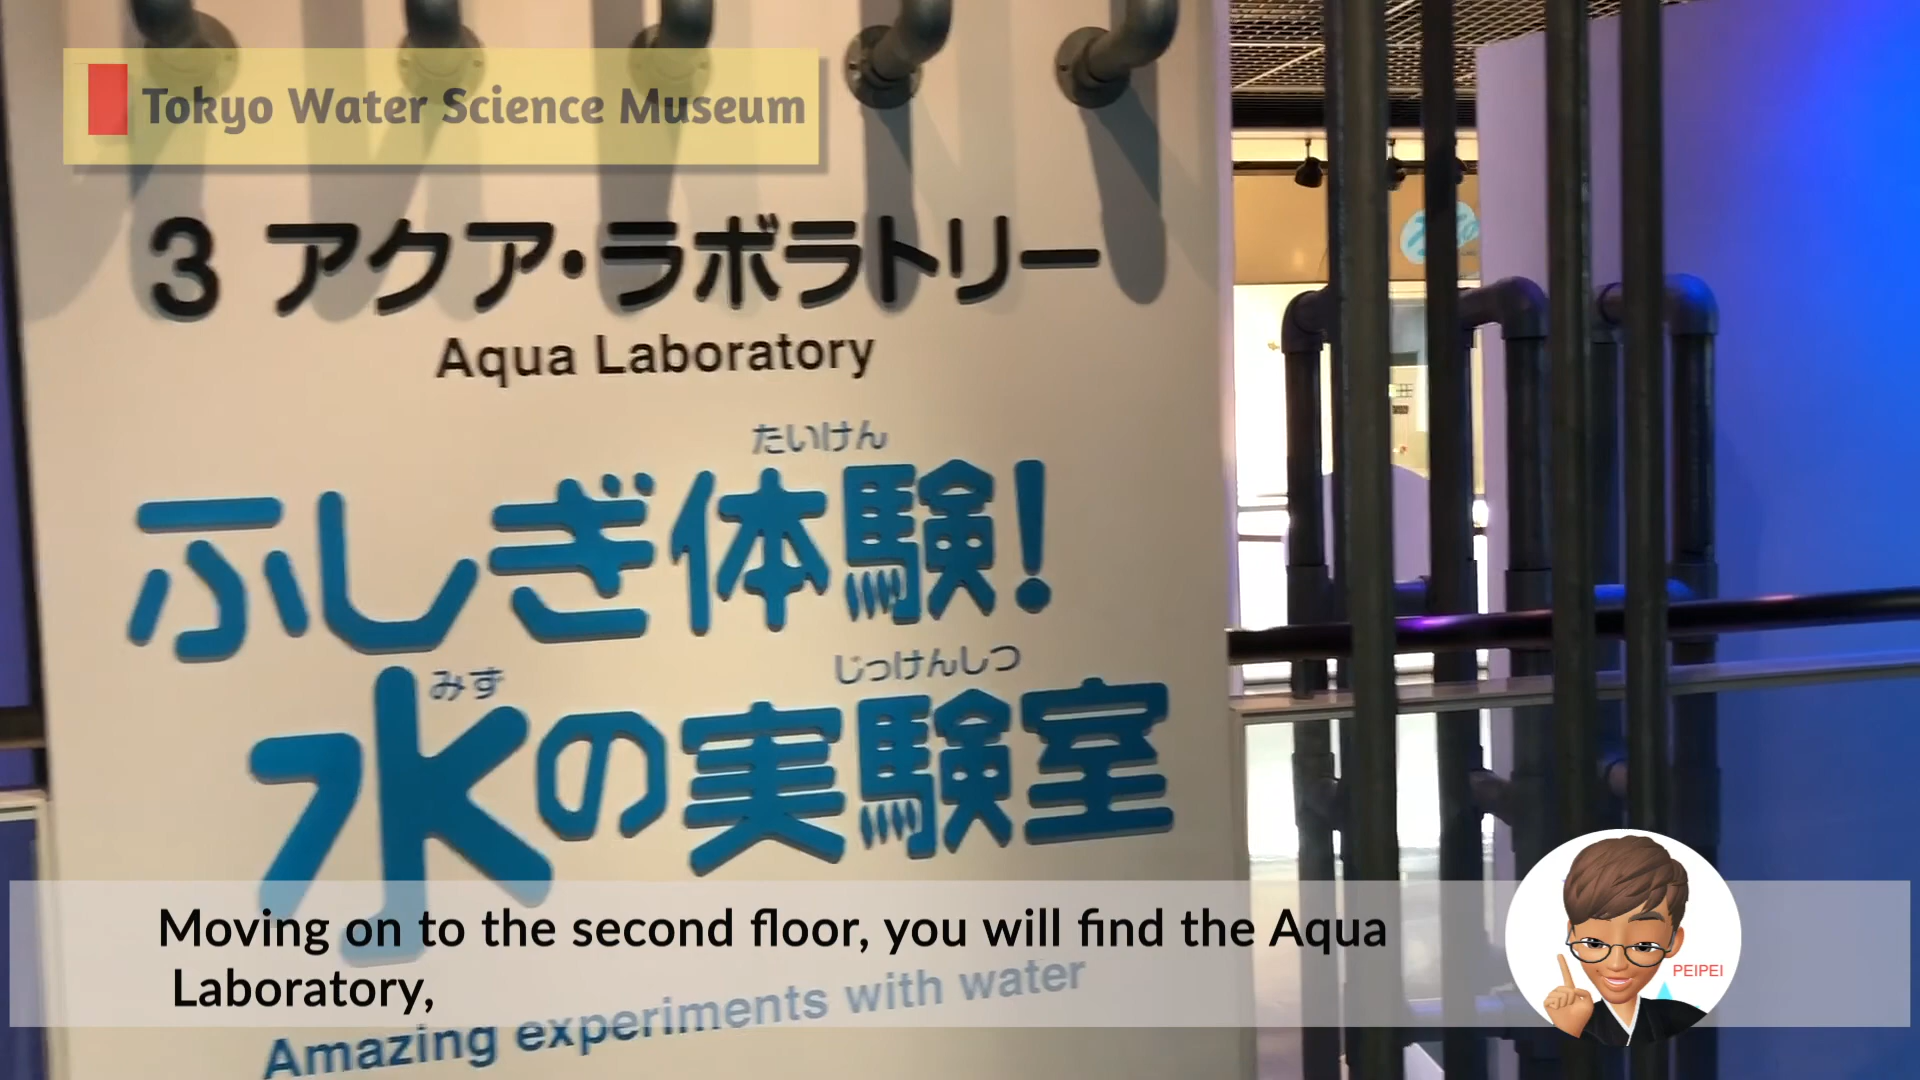 Tokyo Water Science Museum
3 アクア・ラボラトリー
Aqua Laboratory
たいけん
ふしぎ体験!
みず じっけんしつ
水の実験室
Moving on to the second floor, you will find the Aqua
Laboratory,
PEIPEI
Amazing experiments with water